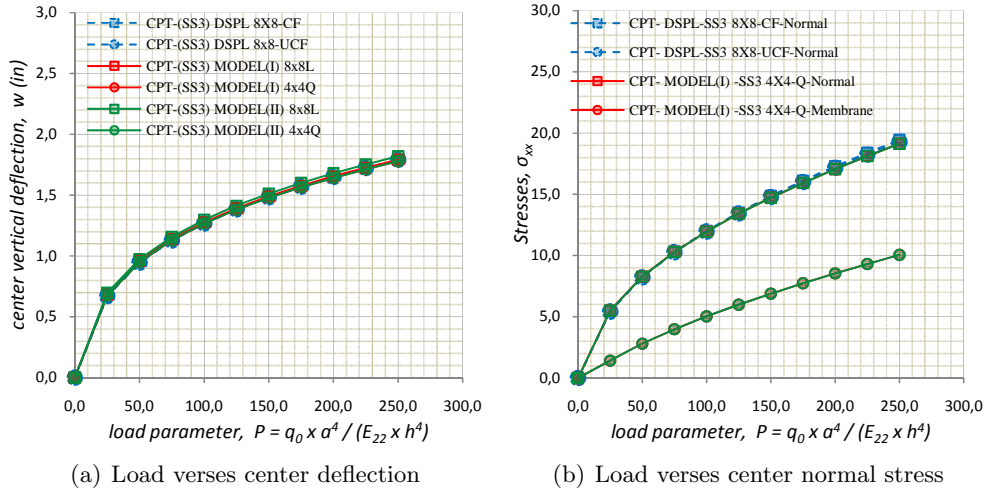 3,0
2,5
2,0
1,5
1,0
0,5
0,0
center vertical deflection, w (in)
CPT-(SS3) DSPL 8X8-CF
CPT-(SS3) DSPL 8x8-UCF
CPT-(SS3) MODEL(I) 8x8L
CPT-(SS3) MODEL(I) 4x4Q
CPT-(SS3) MODEL(II) 8x8L
CPT-(SS3) MODEL(II) 4x4Q
0,0 50,0 100,0 150,0 200,0 250,0 300,0
load parameter, P = q0 x a4 / (E22 x h4)
(a) Load verses center deflection
30,0
25,0
20,0
15,0
10,0
5,0
0,0
Stresses, σxx
CPT- DSPL-SS3 8X8-CF-Normal
CPT- DSPL-SS3 8X8-UCF-Normal
CPT- MODEL(I) -SS3 4X4-Q-Normal
CPT- MODEL(I) -SS3 4X4-Q-Membrane
0,0 50,0 100,0 150,0 200,0 250,0 300,0
load parameter, P = q0 x a4 / (E22 x h4)
(b) Load verses center normal stress